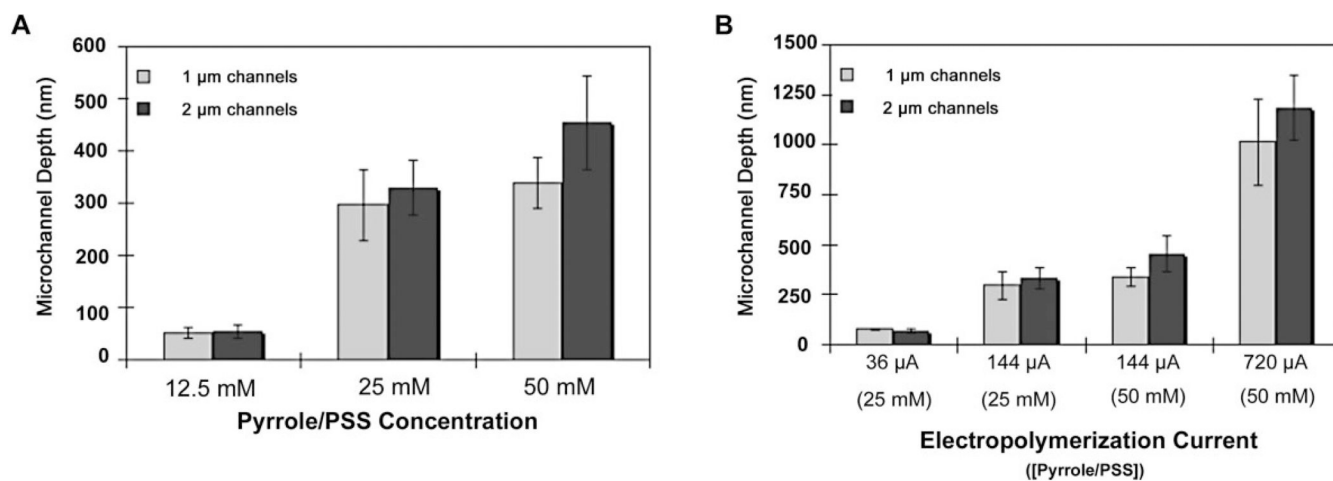 A
Microchannel Depth (nm)
600
500
400
300
200
100
0
1 µm channels
2 µm channels
12.5 mM
25 mM
50 mM
Pyrrole/PSS Concentration
B
Microchannel Depth (nm)
1500
1250
1000
750
500
250
0
1 µm channels
2 µm channels
36 µA
144 µA
144 µA
720 µA
(25 mM)
(25 mM)
(50 mM)
(50 mM)
Electropolymerization Current
([Pyrrole/PSS])